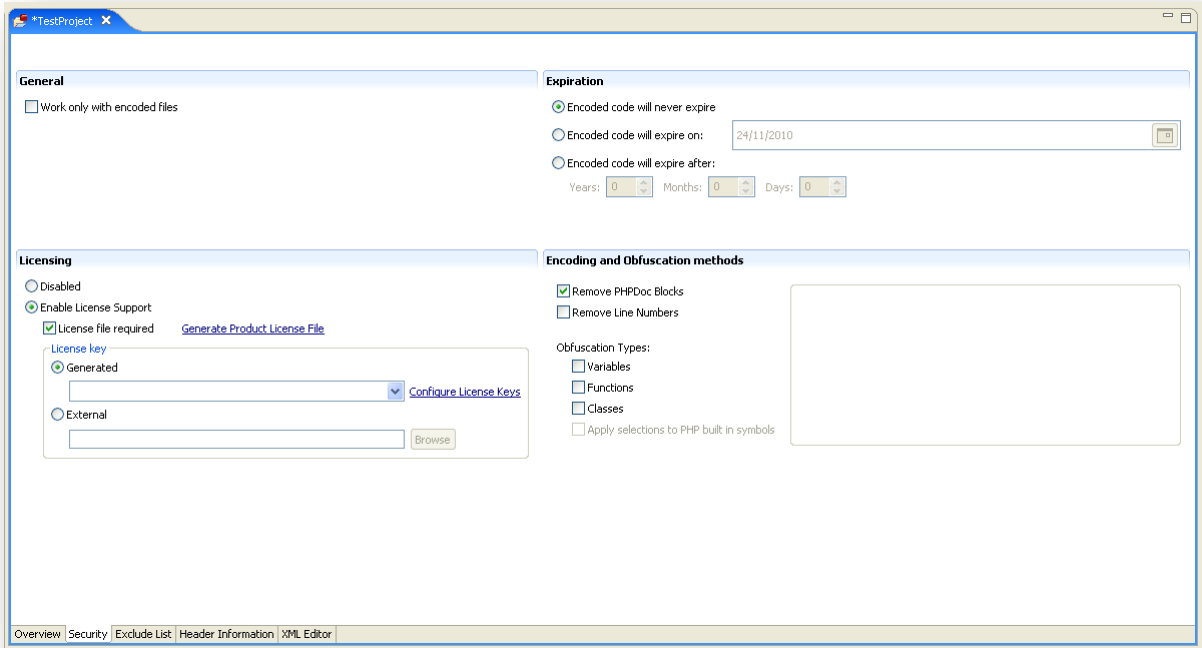 *TestProject
General
Work only with encoded files
Expiration
Encoded code will never expire
Encoded code will expire on: 24/11/2010
Encoded code will expire after:
Years: 0 Months: 0 Days: 0
Licensing
Disabled
Enable License Support
License file required Generate Product License File
License key
Generated
Configure License Keys
External
Browse
Encoding and Obfuscation methods
Remove PHPDoc Blocks
Remove Line Numbers
Obfuscation Types:
Variables
Functions
Classes
Apply selections to PHP built in symbols
Overview Security Exclude List Header Information XML Editor